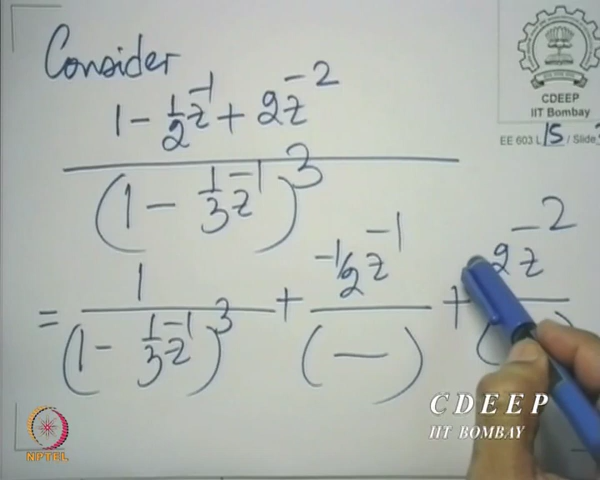 Consider
1 - 1/2 z^-1 + 2z^-2
(1 - 1/3 z^-1)^3
= 1/(1 - 1/3 z^-1)^3 + -1/2 z^-1/(—) + 2z^-2/( )
CDEEP
IIT Bombay
EE 603 L 15 / Slide
CDEEP
IIT BOMBAY
NPTEL